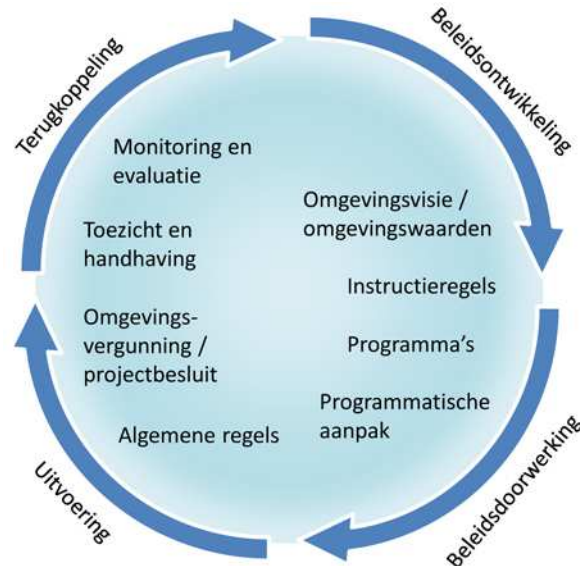 Beleidsontwikkeling
Omgevingsvisie /
omgevingswaarden
Instructieregels
Programma's
Programmatische
aanpak
Beleidsdoorwerking
Algemene regels
Omgevings-
vergunning /
projectbesluit
Uitvoering
Toezicht en
handhaving
Monitoring en
evaluatie
Terugkoppeling